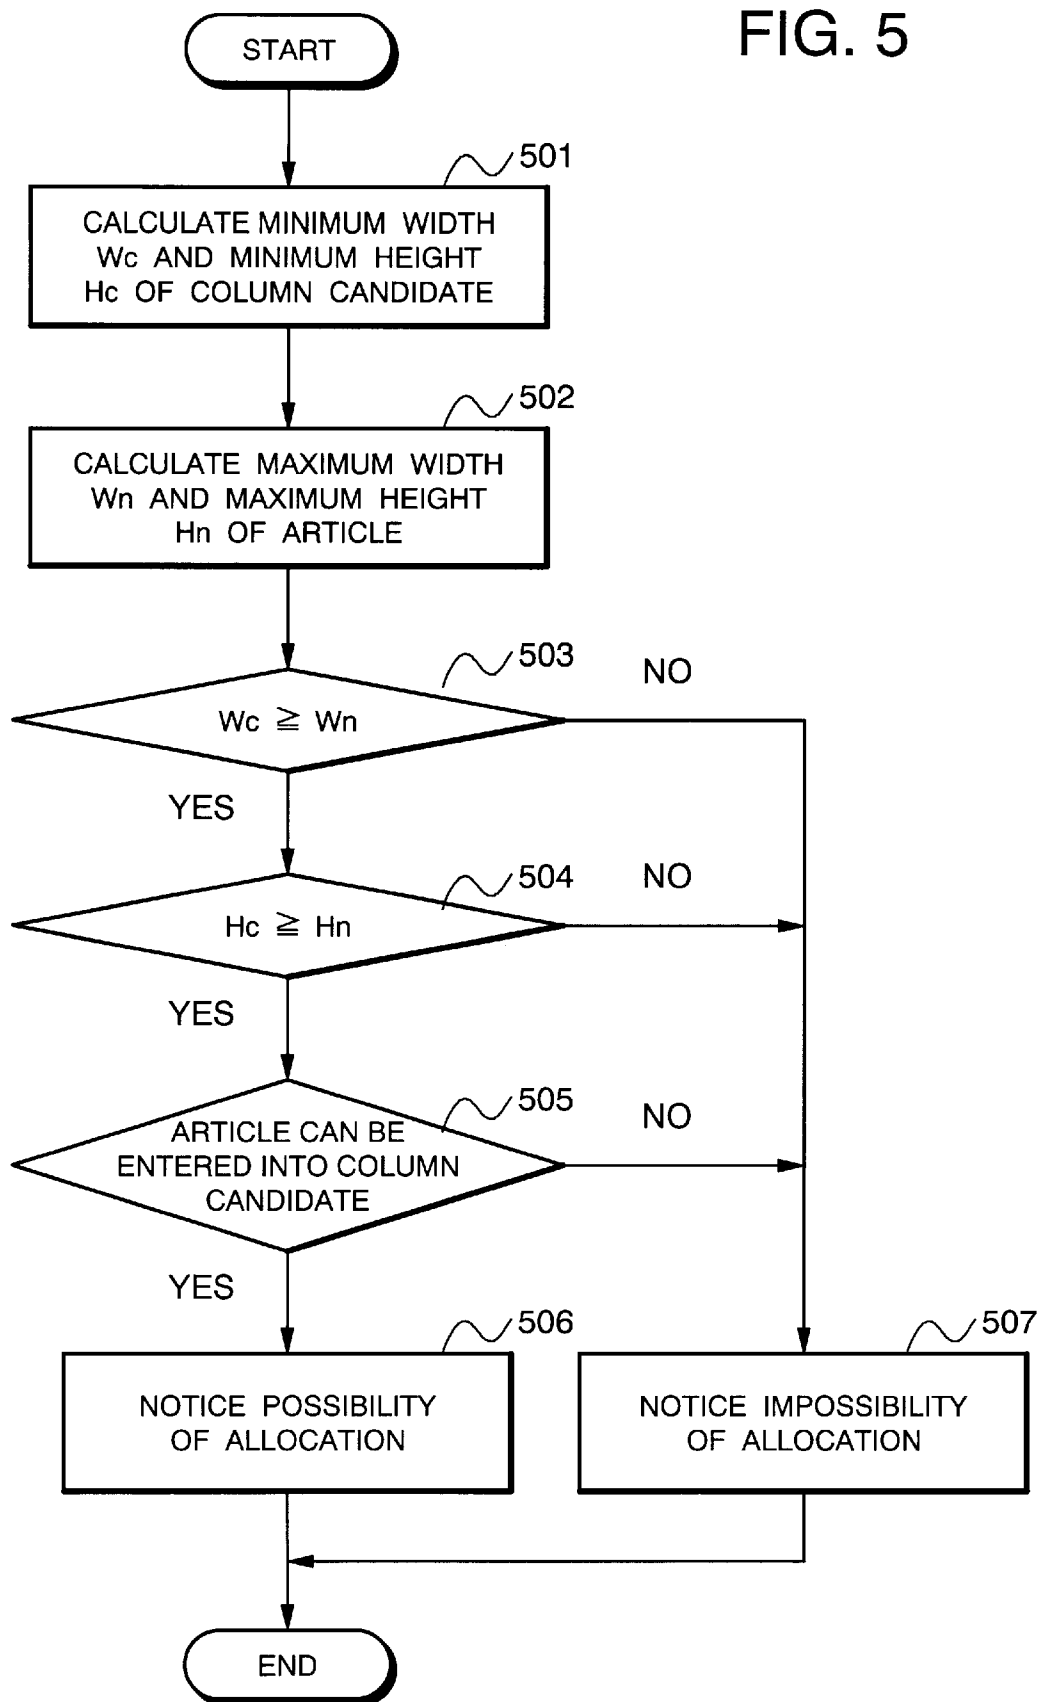 FIG. 5
START
501
CALCULATE MINIMUM WIDTH
Wc AND MINIMUM HEIGHT
Hc OF COLUMN CANDIDATE
502
CALCULATE MAXIMUM WIDTH
Wn AND MAXIMUM HEIGHT
Hn OF ARTICLE
503
NO
Wc ≧ Wn
YES
504
NO
Hc ≧ Hn
YES
505
NO
ARTICLE CAN BE
ENTERED INTO COLUMN
CANDIDATE
YES
506
NOTICE POSSIBILITY
OF ALLOCATION
507
NOTICE IMPOSSIBILITY
OF ALLOCATION
END